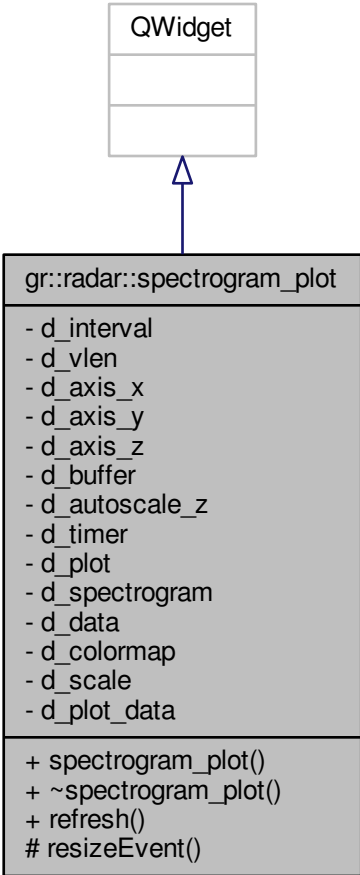 QWidget
gr::radar::spectrogram_plot
- d_interval
- d_vlen
- d_axis_x
- d_axis_y
- d_axis_z
- d_buffer
- d_autoscale_z
- d_timer
- d_plot
- d_spectrogram
- d_data
- d_colormap
- d_scale
- d_plot_data
+ spectrogram_plot()
+ ~spectrogram_plot()
+ refresh()
# resizeEvent()